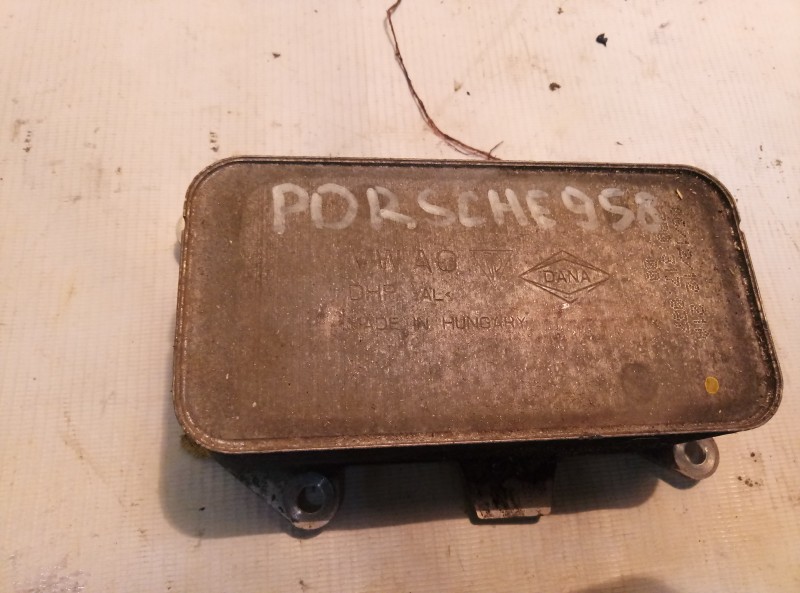 PORSCHE 958
VW AG
DANA
DHP AL
MADE IN HUNGARY